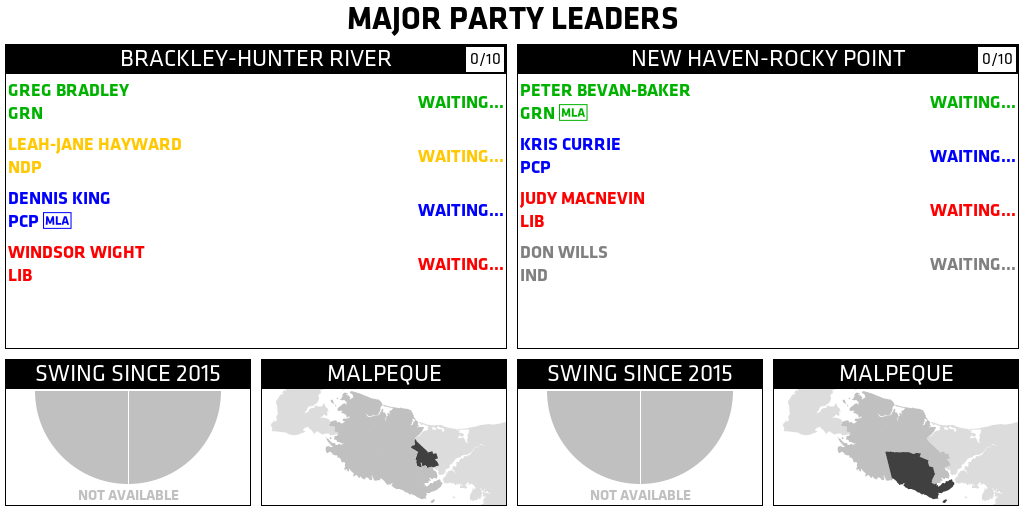 MAJOR PARTY LEADERS
BRACKLEY-HUNTER RIVER 0/10
GREG BRADLEY
GRN
WAITING...
LEAH-JANE HAYWARD
NDP
WAITING...
DENNIS KING
PCP MLA
WAITING...
WINDSOR WIGHT
LIB
WAITING...
NEW HAVEN-ROCKY POINT 0/10
PETER BEVAN-BAKER
GRN MLA
WAITING...
KRIS CURRIE
PCP
WAITING...
JUDY MACNEVIN
LIB
WAITING...
DON WILLS
IND
WAITING...
SWING SINCE 2015
NOT AVAILABLE
MALPEQUE
SWING SINCE 2015
NOT AVAILABLE
MALPEQUE